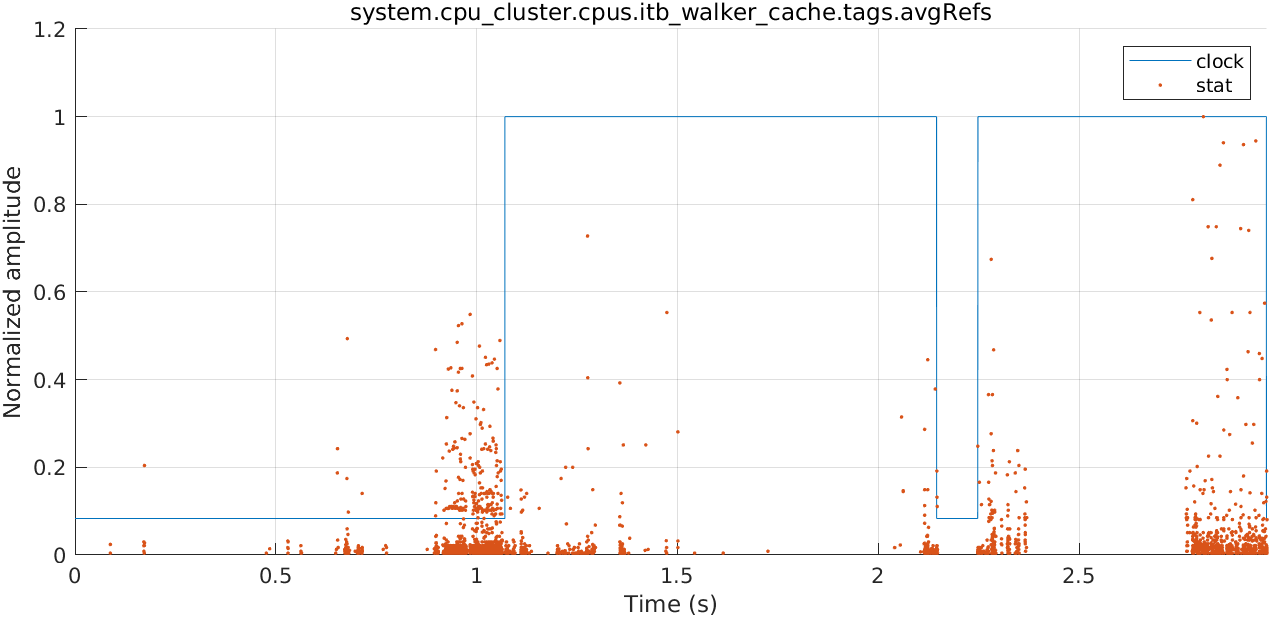 system.cpu_cluster.cpus.itb_walker_cache.tags.avgRefs
Normalized amplitude
1.2
1
0.8
0.6
0.4
0.2
0
clock
stat
0 0.5 1 1.5 2 2.5
Time (s)